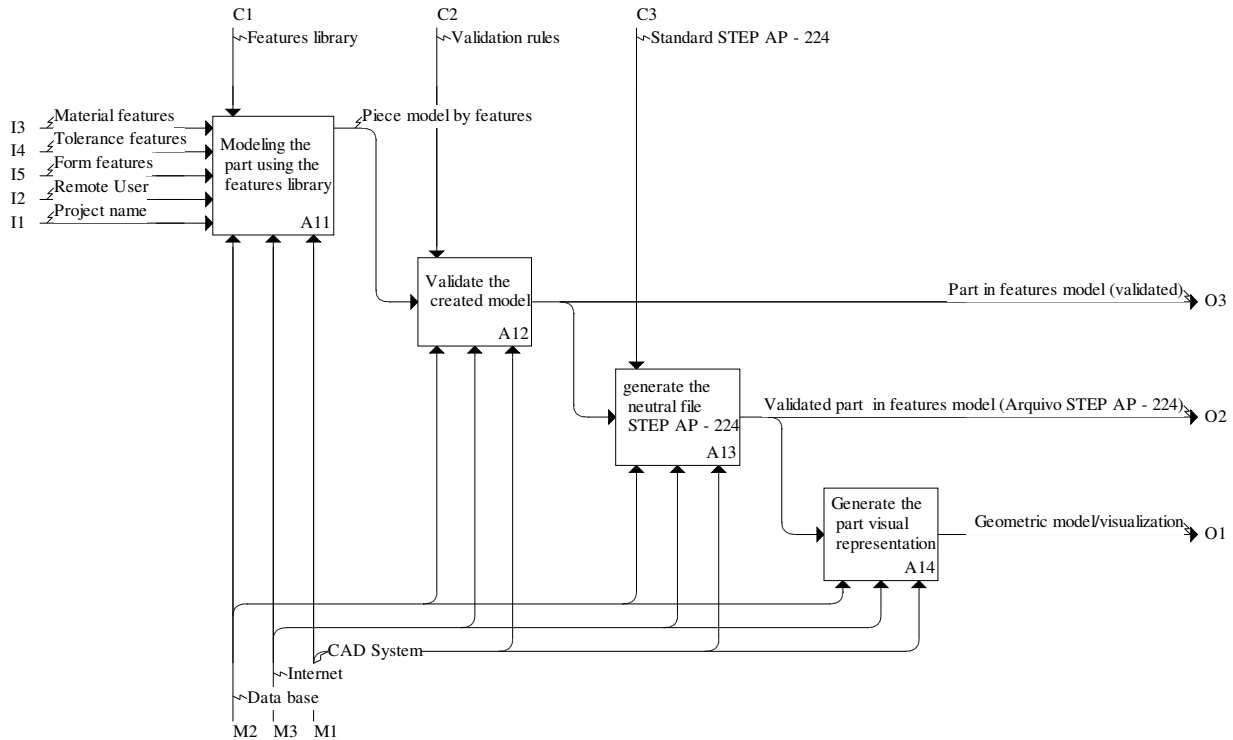 C1
C2
C3
Features library
Validation rules
Standard STEP AP - 224
I3
Material features
I4
Tolerance features
I5
Form features
I2
Remote User
I1
Project name
Modeling the
part using the
features library
A11
Piece model by features
Validate the
created model
A12
Part in features model (validated)
O3
generate the
neutral file
STEP AP - 224
A13
Validated part in features model (Arquivo STEP AP - 224)
O2
Generate the
part visual
representation
A14
Geometric model/visualization
O1
CAD System
Internet
Data base
M2
M3
M1